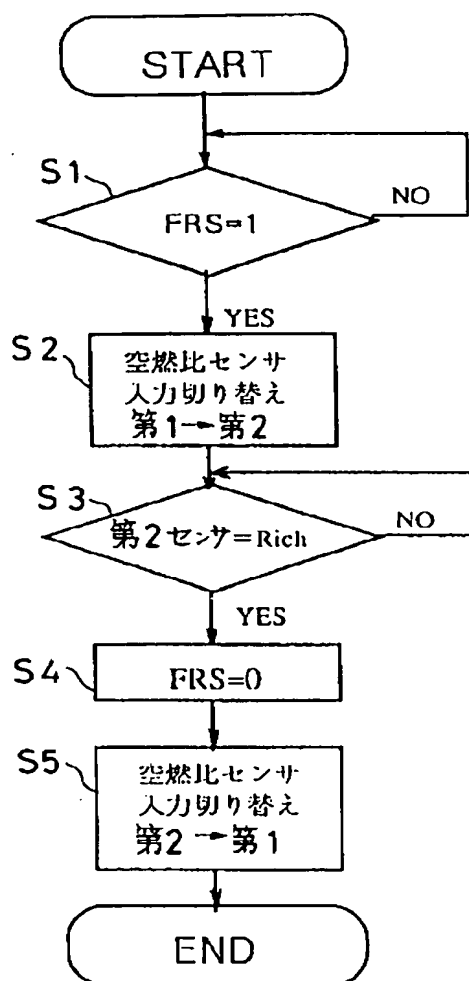 START
S1
FRS=1
NO
YES
S2
空燃比センサ
入力切り替え
第1→第2
S3
第2センサ=Rich
NO
YES
S4
FRS=0
S5
空燃比センサ
入力切り替え
第2→第1
END